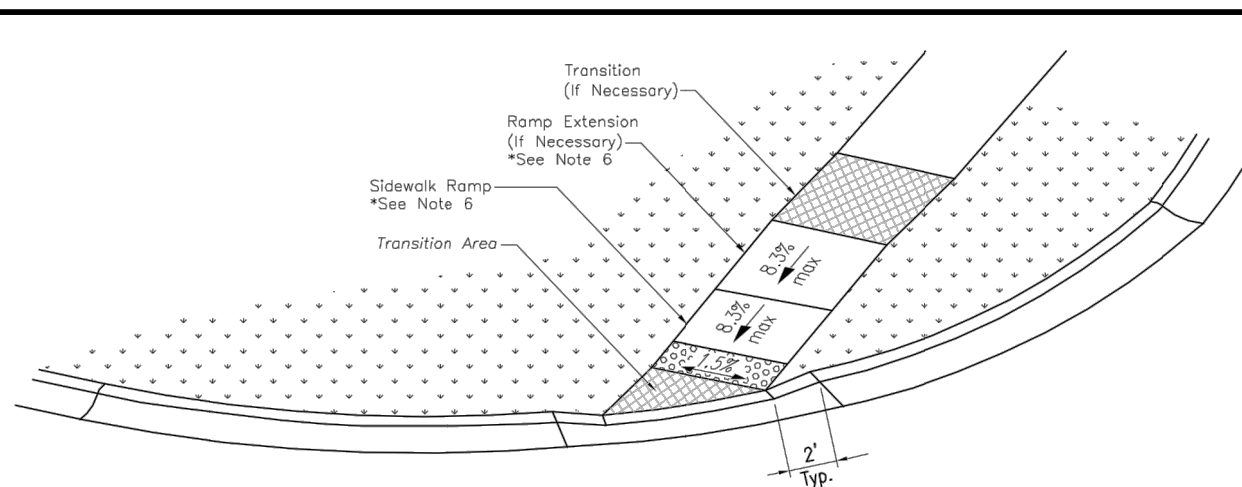 Transition
(If Necessary)
Ramp Extension
(If Necessary)
*See Note 6
Sidewalk Ramp
*See Note 6
Transition Area
8.3%
max
8.3%
max
1.5%
2'
Typ.